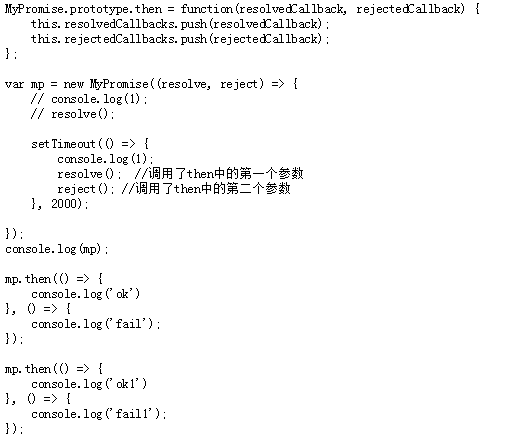 MyPromise.prototype.then = function(resolvedCallback, rejectedCallback) {
    this.resolvedCallbacks.push(resolvedCallback);
    this.rejectedCallbacks.push(rejectedCallback);
};

var mp = new MyPromise((resolve, reject) => {
    // console.log(1);
    // resolve();

    setTimeout(() => {
        console.log(1);
        resolve();  //调用了then中的第一个参数
        reject(); //调用了then中的第二个参数
    }, 2000);

});
console.log(mp);

mp.then(() => {
    console.log('ok')
}, () => {
    console.log('fail');
});

mp.then(() => {
    console.log('ok1')
}, () => {
    console.log('fail1');
});